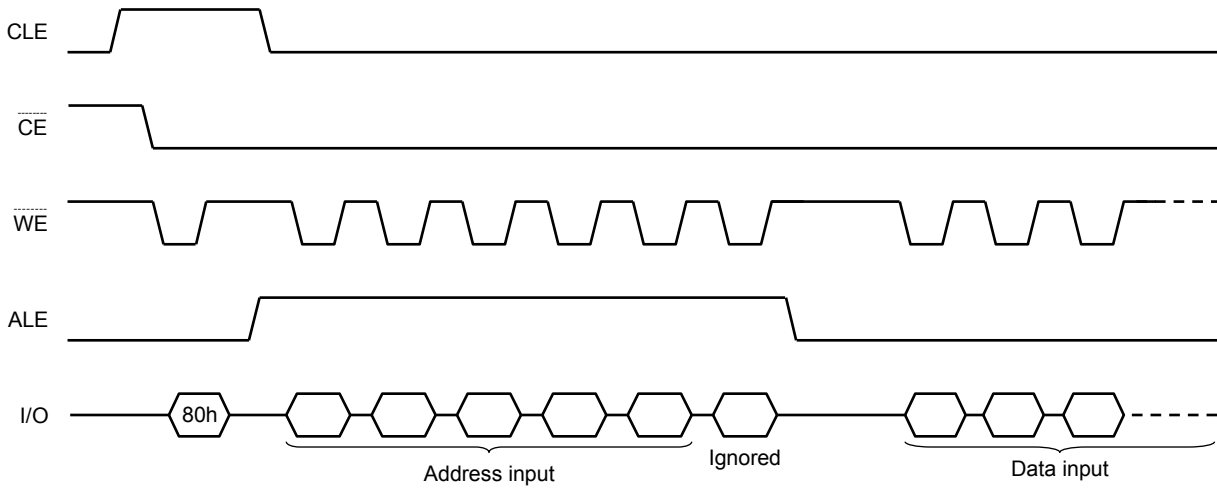 CLE
CE
WE
ALE
I/O
80h
Address input
Ignored
Data input